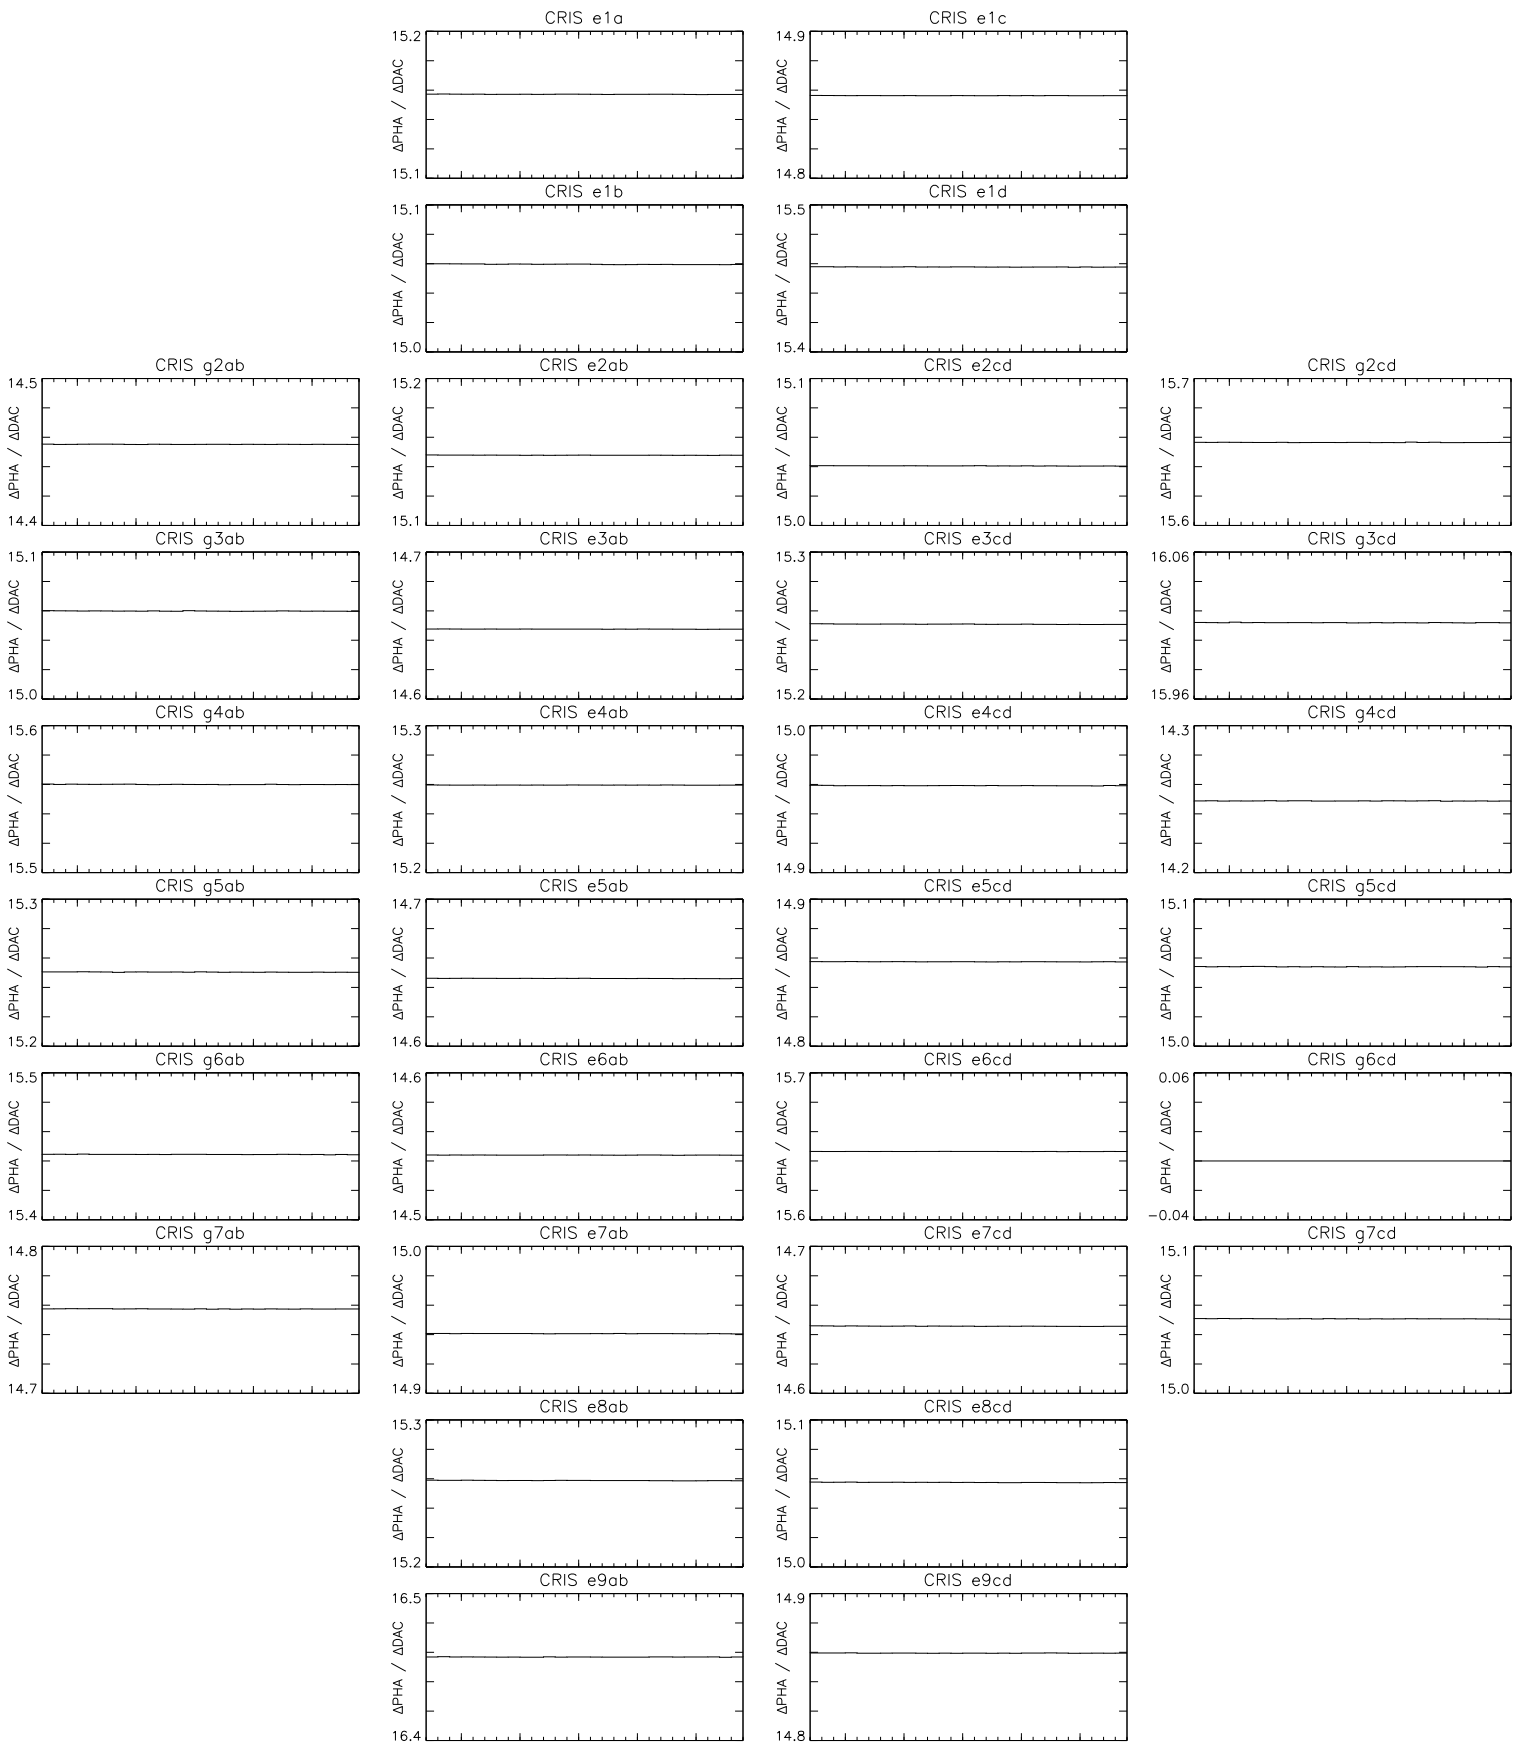 CRIS e1a
15.2
ΔPHA / ΔDAC
15.1
CRIS e1c
14.9
ΔPHA / ΔDAC
14.8
CRIS e1b
15.1
ΔPHA / ΔDAC
15.0
CRIS e1d
15.5
ΔPHA / ΔDAC
15.4
CRIS g2ab
14.5
ΔPHA / ΔDAC
14.4
CRIS e2ab
15.2
ΔPHA / ΔDAC
15.1
CRIS e2cd
15.1
ΔPHA / ΔDAC
15.0
CRIS g2cd
15.7
ΔPHA / ΔDAC
15.6
CRIS g3ab
15.1
ΔPHA / ΔDAC
15.0
CRIS e3ab
14.7
ΔPHA / ΔDAC
14.6
CRIS e3cd
15.3
ΔPHA / ΔDAC
15.2
CRIS g3cd
16.06
ΔPHA / ΔDAC
15.96
CRIS g4ab
15.6
ΔPHA / ΔDAC
15.5
CRIS e4ab
15.3
ΔPHA / ΔDAC
15.2
CRIS e4cd
15.0
ΔPHA / ΔDAC
14.9
CRIS g4cd
14.3
ΔPHA / ΔDAC
14.2
CRIS g5ab
15.3
ΔPHA / ΔDAC
15.2
CRIS e5ab
14.7
ΔPHA / ΔDAC
14.6
CRIS e5cd
14.9
ΔPHA / ΔDAC
14.8
CRIS g5cd
15.1
ΔPHA / ΔDAC
15.0
CRIS g6ab
15.5
ΔPHA / ΔDAC
15.4
CRIS e6ab
14.6
ΔPHA / ΔDAC
14.5
CRIS e6cd
15.7
ΔPHA / ΔDAC
15.6
CRIS g6cd
0.06
ΔPHA / ΔDAC
−0.04
CRIS g7ab
14.8
ΔPHA / ΔDAC
14.7
CRIS e7ab
15.0
ΔPHA / ΔDAC
14.9
CRIS e7cd
14.7
ΔPHA / ΔDAC
14.6
CRIS g7cd
15.1
ΔPHA / ΔDAC
15.0
CRIS e8ab
15.3
ΔPHA / ΔDAC
15.2
CRIS e8cd
15.1
ΔPHA / ΔDAC
15.0
CRIS e9ab
16.5
ΔPHA / ΔDAC
16.4
CRIS e9cd
14.9
ΔPHA / ΔDAC
14.8